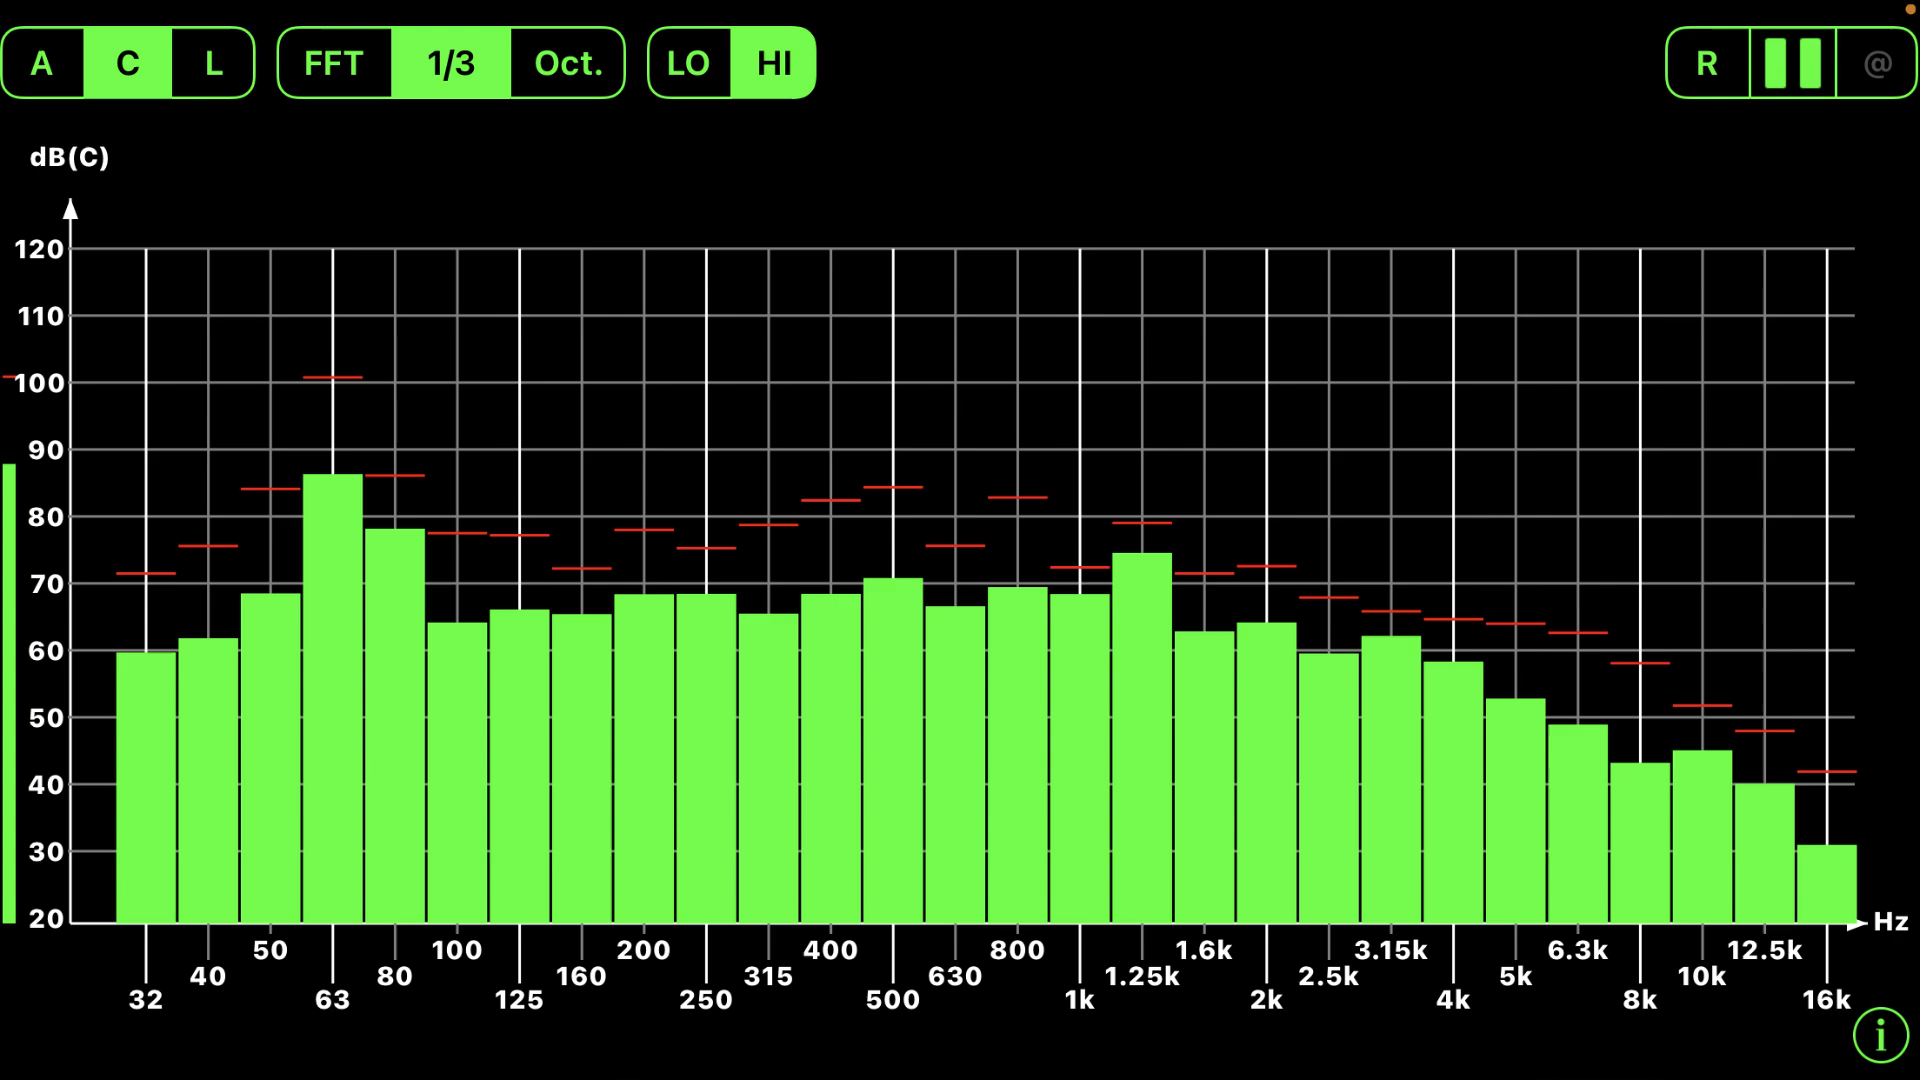 A C L FFT 1/3 Oct. LO HI R @
dB(C)
120
110
100
90
80
70
60
50
40
30
20
Hz
50 100 200 400 800 1.6k 3.15k 6.3k 12.5k
40 80 160 315 630 1.25k 2.5k 5k 10k
32 63 125 250 500 1k 2k 4k 8k 16k
i